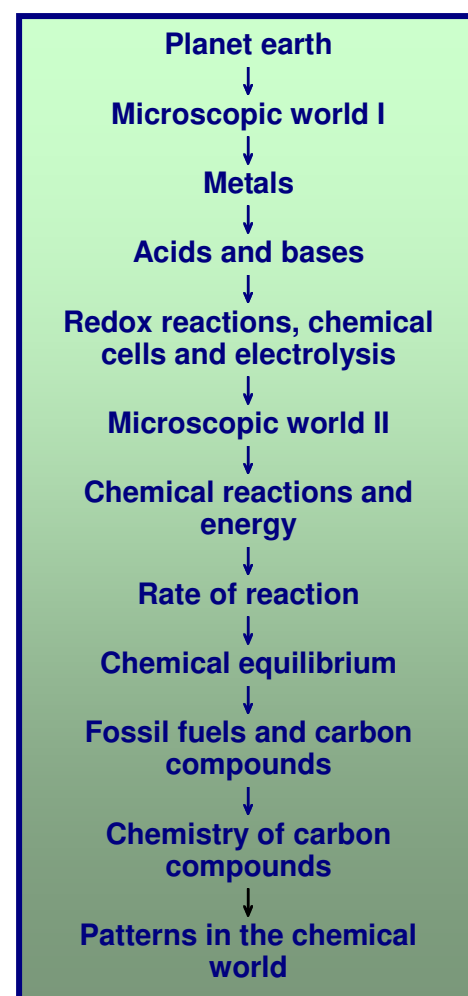 Planet earth
Microscopic world I
Metals
Acids and bases
Redox reactions, chemical
cells and electrolysis
Microscopic world II
Chemical reactions and
energy
Rate of reaction
Chemical equilibrium
Fossil fuels and carbon
compounds
Chemistry of carbon
compounds
Patterns in the chemical
world